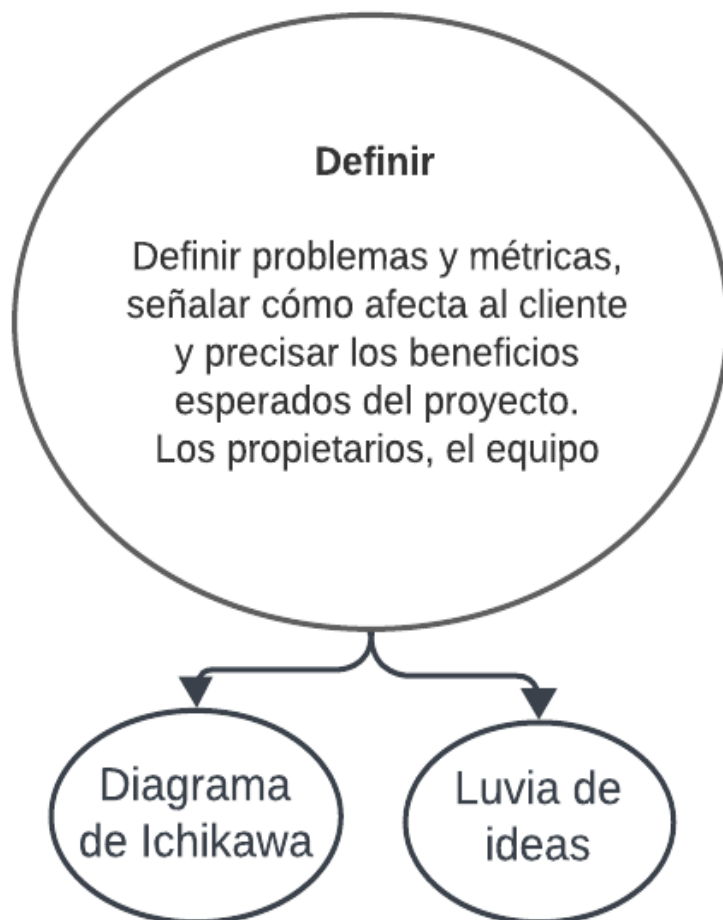 Definir
Definir problemas y métricas,
señalar cómo afecta al cliente
y precisar los beneficios
esperados del proyecto.
Los propietarios, el equipo
Diagrama
de Ichikawa
Luvia de
ideas